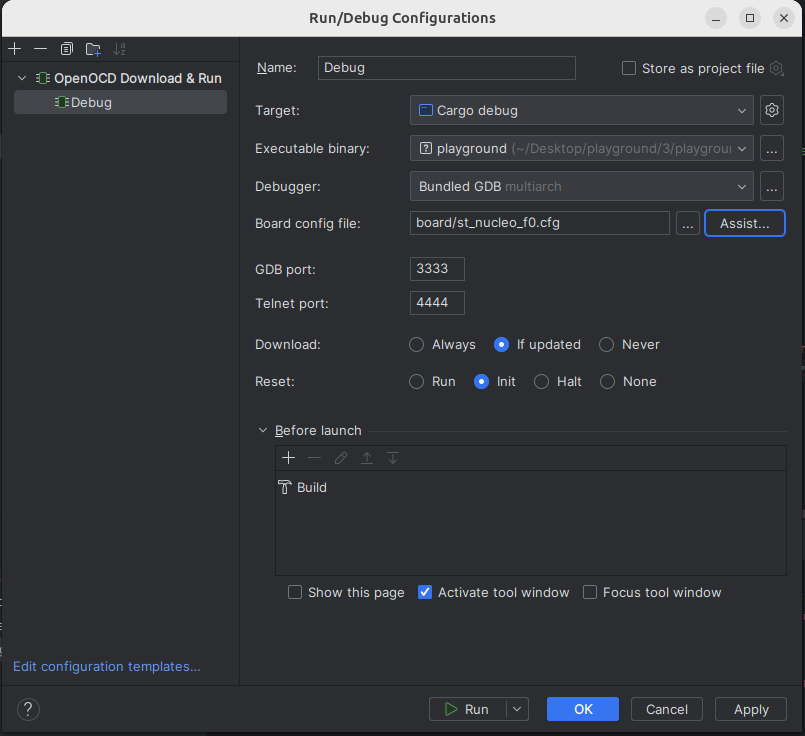 Run/Debug Configurations
OpenOCD Download & Run
Debug
Name: Debug Store as project file
Target: Cargo debug
Executable binary: playground (~/Desktop/playground/3/playgrou
...
Debugger: Bundled GDB multiarch ...
Board config file: board/st_nucleo_f0.cfg ... Assist...
GDB port: 3333
Telnet port: 4444
Download: Always If updated Never
Reset: Run Init Halt None
Before launch
Build
Show this page Activate tool window Focus tool window
Edit configuration templates...
? Run OK Cancel Apply